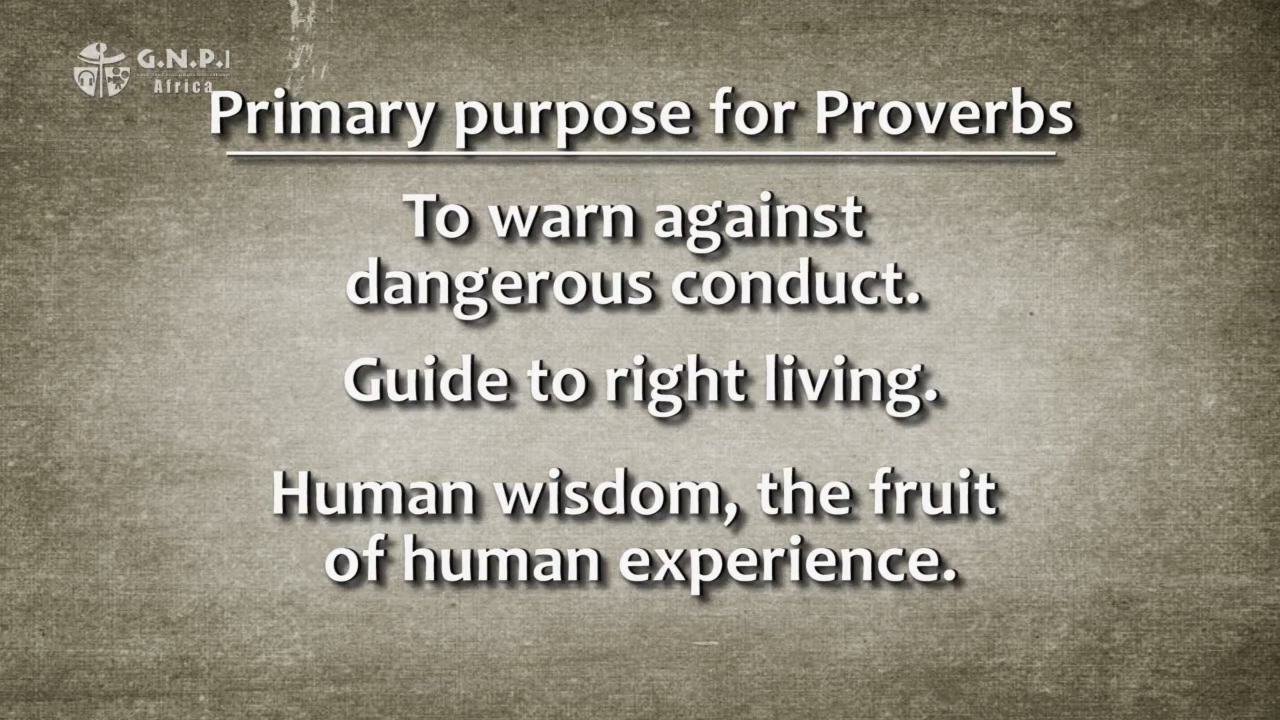 G.N.P.I
Africa
Primary purpose for Proverbs
To warn against
dangerous conduct.
Guide to right living.
Human wisdom, the fruit
of human experience.